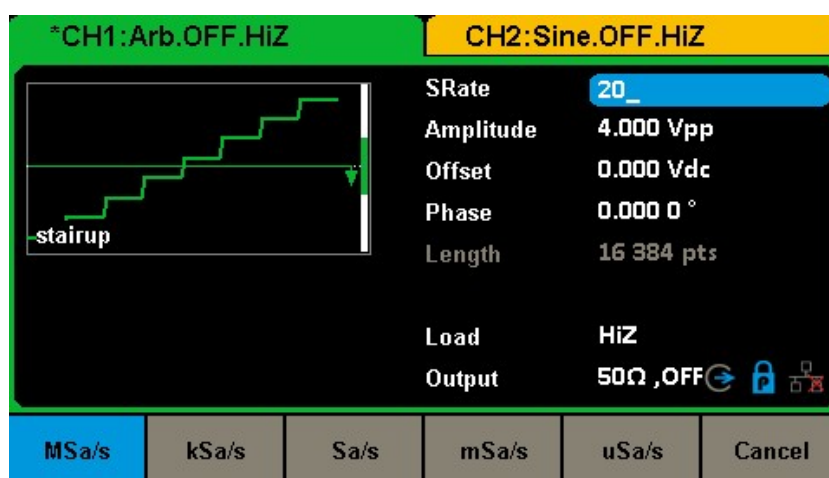 *CH1:Arb.OFF.HiZ
CH2:Sine.OFF.HiZ
SRate 20_
Amplitude 4.000 Vpp
Offset 0.000 Vdc
Phase 0.000 0 °
Length 16 384 pts
stairup
Load HiZ
Output 50Ω ,OFF
P
MSa/s kSa/s Sa/s mSa/s uSa/s Cancel